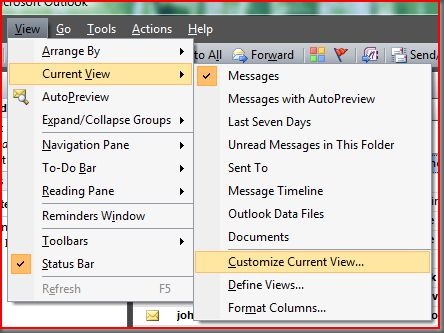 crosoft Outlook
View Go Tools Actions Help
to All Forward Send/
Arrange By
Current View
AutoPreview
Expand/Collapse Groups
Navigation Pane
To-Do Bar
Reading Pane
Reminders Window
Toolbars
Status Bar
Refresh F5
Messages
Messages with AutoPreview
Last Seven Days
Unread Messages in This Folder
Sent To
Message Timeline
Outlook Data Files
Documents
Customize Current View...
Define Views...
Format Columns...